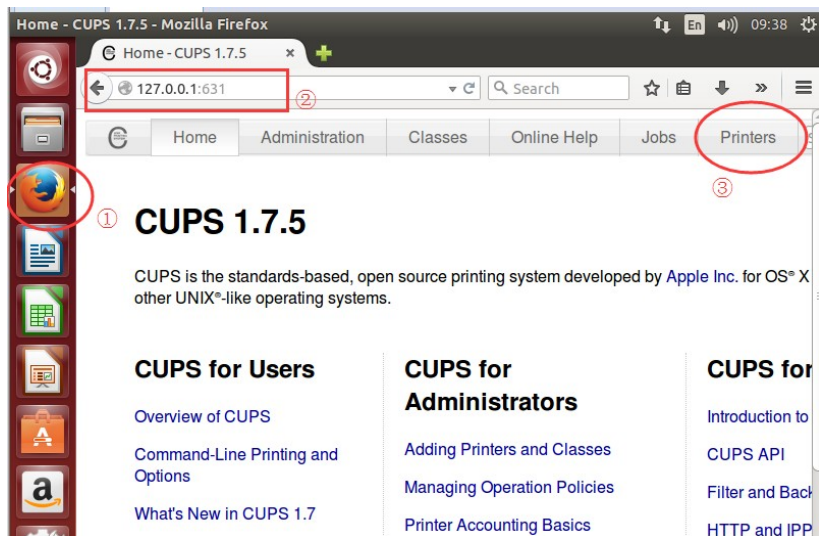 Home - CUPS 1.7.5 - Mozilla Firefox
En
09:38
Home - CUPS 1.7.5 ×
127.0.0.1:631
Search
»
②
Home Administration Classes Online Help Jobs Printers
③
①
CUPS 1.7.5
CUPS is the standards-based, open source printing system developed by Apple Inc. for OS® X
other UNIX®-like operating systems.
CUPS for Users
Overview of CUPS
Command-Line Printing and
Options
What's New in CUPS 1.7
CUPS for
Administrators
Adding Printers and Classes
Managing Operation Policies
Printer Accounting Basics
CUPS for
Introduction to
CUPS API
Filter and Back
HTTP and IPP